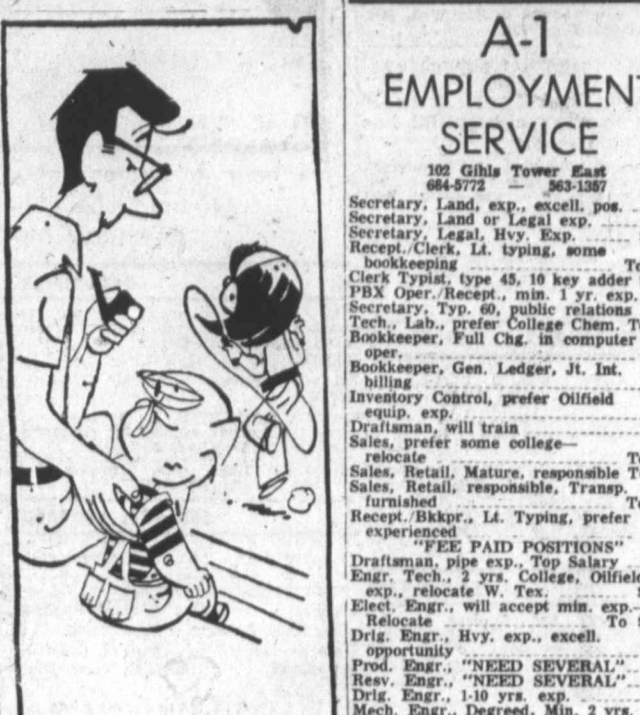 A-1
EMPLOYMENT
SERVICE
102 Gihls Tower East
684-5772 — 563-1357
Secretary, Land, exp., excell. pos.
Secretary, Land or Legal exp.
Secretary, Legal, Hvy. Exp.
Recept./Clerk, Lt. typing, some
bookkeeping To
Clerk Typist, type 45, 10 key adder
PBX Oper./Recept., min. 1 yr. exp.
Secretary, Typ. 60, public relations
Tech., Lab., prefer College Chem. T
Bookkeeper, Full Chg. in computer
oper.
Bookkeeper, Gen. Ledger, Jt. Int.
billing
Inventory Control, prefer Oilfield
equip. exp.
Draftsman, will train
Sales, prefer some college—
relocate To
Sales, Retail, Mature, responsible T
Sales, Retail, responsible, Transp.
furnished To
Recept./Bkkpr., Lt. Typing, prefer
experienced
"FEE PAID POSITIONS"
Draftsman, pipe exp., Top Salary
Engr. Tech., 2 yrs. College, Oilfield
exp., relocate W. Tex. $
Elect. Engr., will accept min. exp.—
Relocate To $
Drlg. Engr., Hvy. exp., excell.
opportunity
Prod. Engr., "NEED SEVERAL"
Resv. Engr., "NEED SEVERAL"
Drlg. Engr., 1-10 yrs. exp.
Mech. Engr., Degreed, Min. 2 yrs.